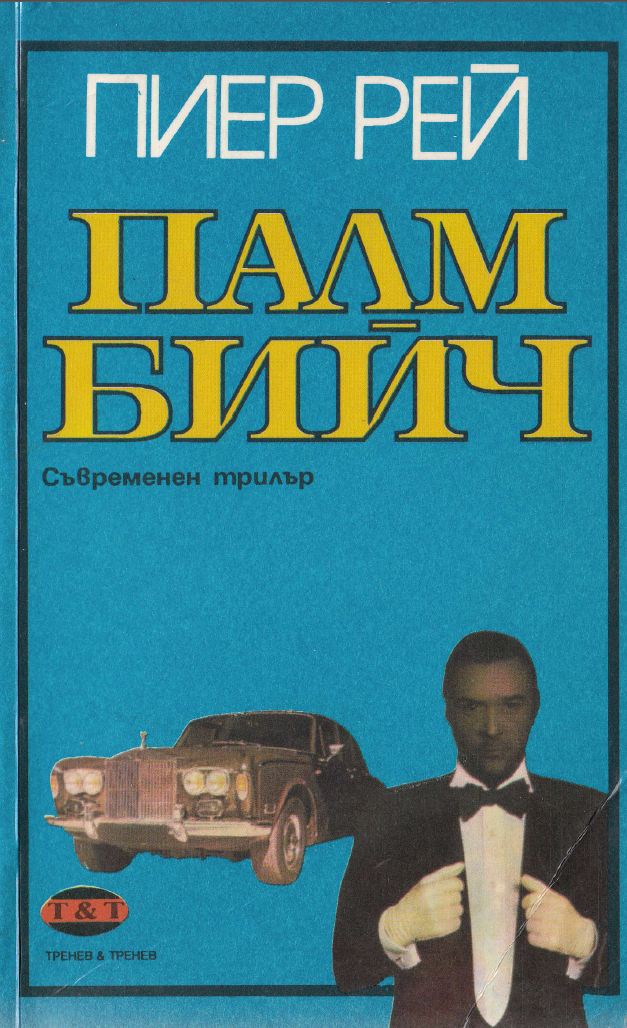 ПИЕР РЕЙ
ПАЛМ
БИЙЧ
Съвременен трилър
T & T
ТРЕНЕВ & ТРЕНЕВ